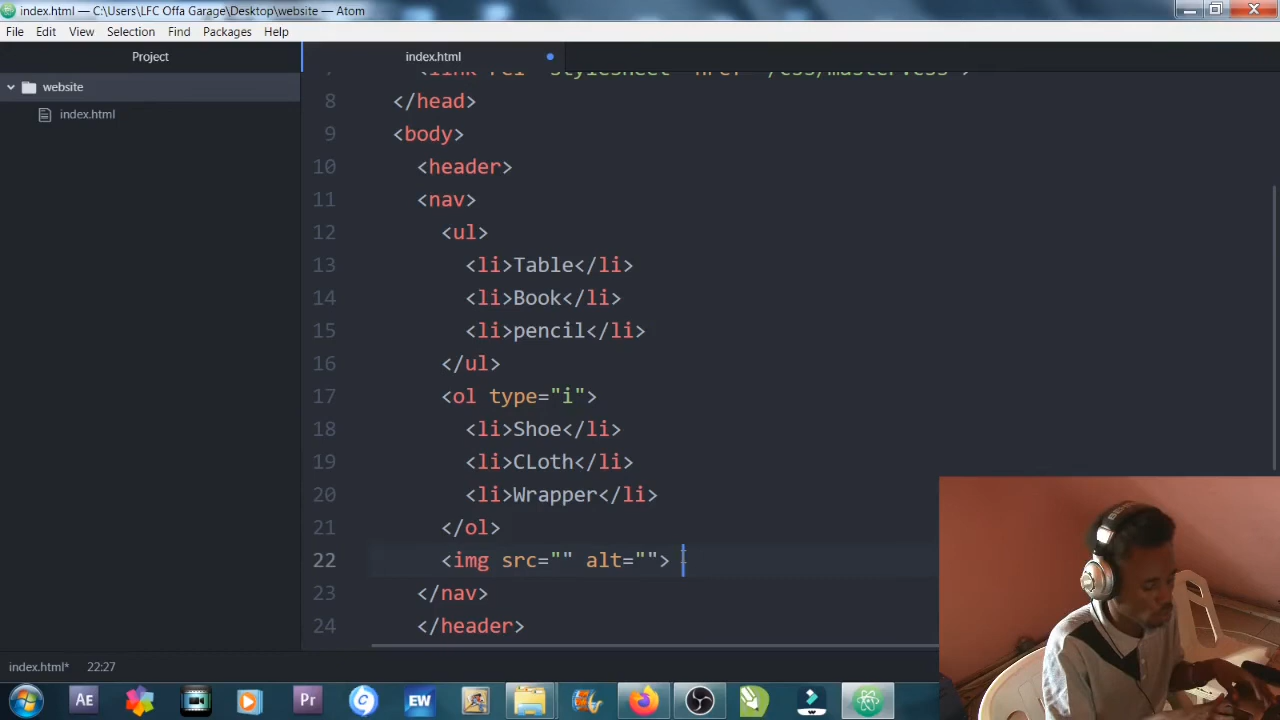 index.html — C:\Users\LFC Offa Garage\Desktop\website — Atom
File Edit View Selection Find Packages Help
Project
index.html
website
index.html
8 </head>
9 <body>
10 <header>
11 <nav>
12 <ul>
13 <li>Table</li>
14 <li>Book</li>
15 <li>pencil</li>
16 </ul>
17 <ol type="i">
18 <li>Shoe</li>
19 <li>CLoth</li>
20 <li>Wrapper</li>
21 </ol>
22 <img src="" alt="">
23 </nav>
24 </header>
index.html* 22:27
Ae Pr EW